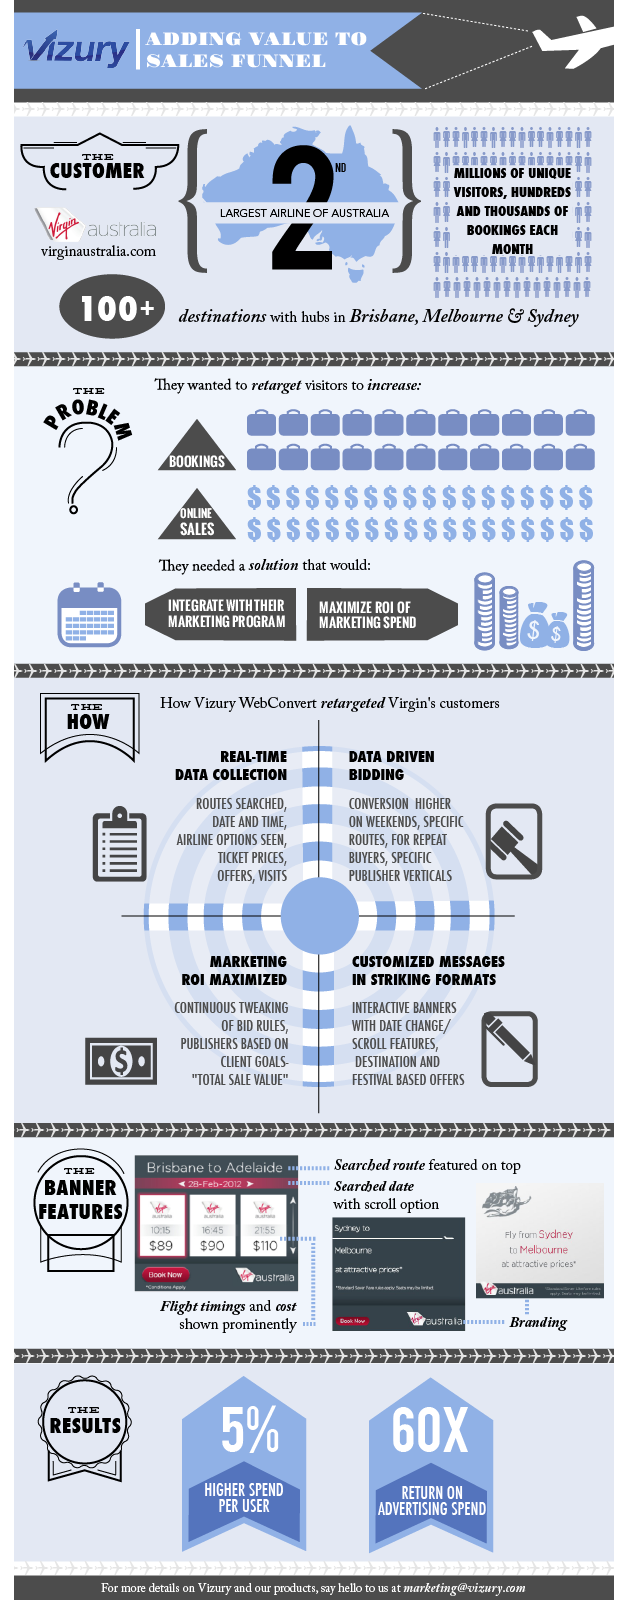 Vizury
ADDING VALUE TO
SALES FUNNEL
THE
CUSTOMER
Virgin australia
virginaustralia.com
2ND
LARGEST AIRLINE OF AUSTRALIA
MILLIONS OF UNIQUE
VISITORS, HUNDREDS
AND THOUSANDS OF
BOOKINGS EACH
MONTH
100+
destinations with hubs in Brisbane, Melbourne & Sydney
THE
PROBLEM
They wanted to retarget visitors to increase:
BOOKINGS
ONLINE
SALES
They needed a solution that would:
INTEGRATE WITH THEIR
MARKETING PROGRAM
MAXIMIZE ROI OF
MARKETING SPEND
THE
HOW
How Vizury WebConvert retargeted Virgin's customers
REAL-TIME
DATA COLLECTION
ROUTES SEARCHED,
DATE AND TIME,
AIRLINE OPTIONS SEEN,
TICKET PRICES,
OFFERS, VISITS
DATA DRIVEN
BIDDING
CONVERSION HIGHER
ON WEEKENDS, SPECIFIC
ROUTES, FOR REPEAT
BUYERS, SPECIFIC
PUBLISHER VERTICALS
MARKETING
ROI MAXIMIZED
CONTINUOUS TWEAKING
OF BID RULES,
PUBLISHERS BASED ON
CLIENT GOALS-
"TOTAL SALE VALUE"
CUSTOMIZED MESSAGES
IN STRIKING FORMATS
INTERACTIVE BANNERS
WITH DATE CHANGE/
SCROLL FEATURES,
DESTINATION AND
FESTIVAL BASED OFFERS
THE
BANNER
FEATURES
Brisbane to Adelaide
28-Feb-2012
10:15 16:45 21:55
$89 $90 $110
Book Now
*Conditions Apply
Virgin australia
Searched route featured on top
Searched date
with scroll option
Flight timings and cost
shown prominently
Sydney to
Melbourne
at attractive prices*
Book Now
Virgin australia
Fly from Sydney
to Melbourne
at attractive prices*
Virgin australia
Branding
THE
RESULTS
5%
HIGHER SPEND
PER USER
60X
RETURN ON
ADVERTISING SPEND
For more details on Vizury and our products, say hello to us at marketing@vizury.com